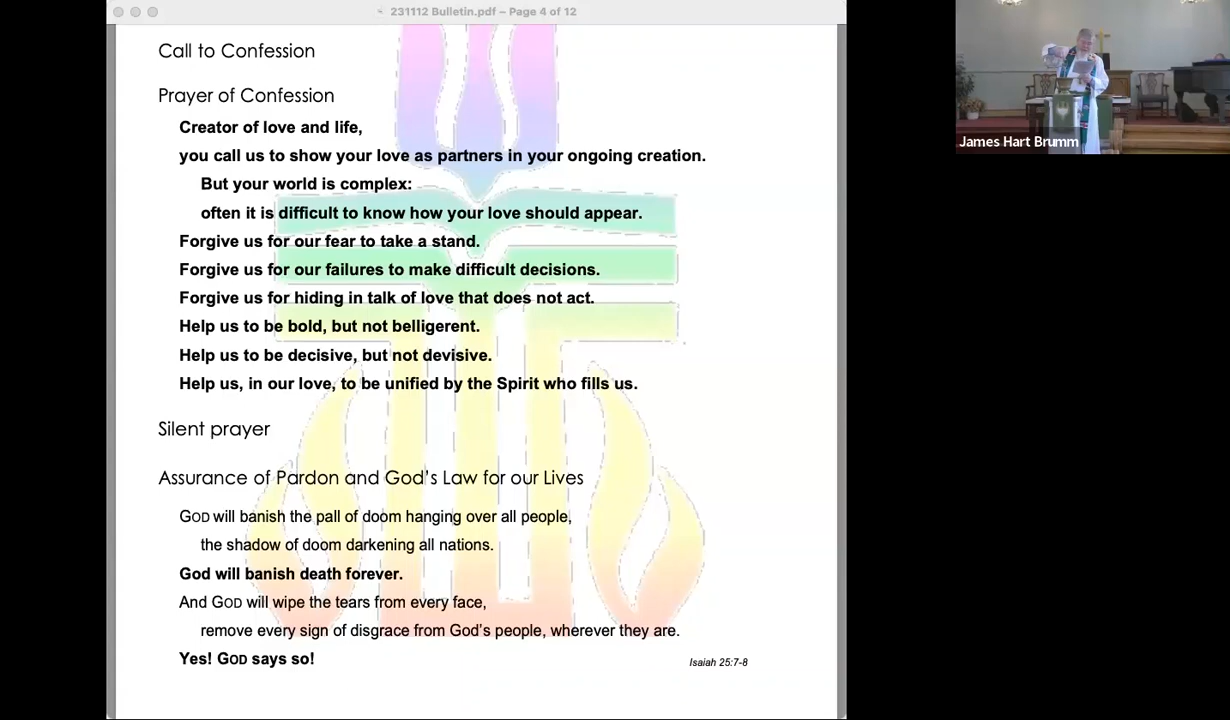 231112 Bulletin.pdf – Page 4 of 12
Call to Confession
Prayer of Confession
Creator of love and life,
you call us to show your love as partners in your ongoing creation.
But your world is complex:
often it is difficult to know how your love should appear.
Forgive us for our fear to take a stand.
Forgive us for our failures to make difficult decisions.
Forgive us for hiding in talk of love that does not act.
Help us to be bold, but not belligerent.
Help us to be decisive, but not devisive.
Help us, in our love, to be unified by the Spirit who fills us.
Silent prayer
Assurance of Pardon and God's Law for our Lives
GOD will banish the pall of doom hanging over all people,
the shadow of doom darkening all nations.
God will banish death forever.
And GOD will wipe the tears from every face,
remove every sign of disgrace from God's people, wherever they are.
Yes! GOD says so!
Isaiah 25:7-8
James Hart Brumm